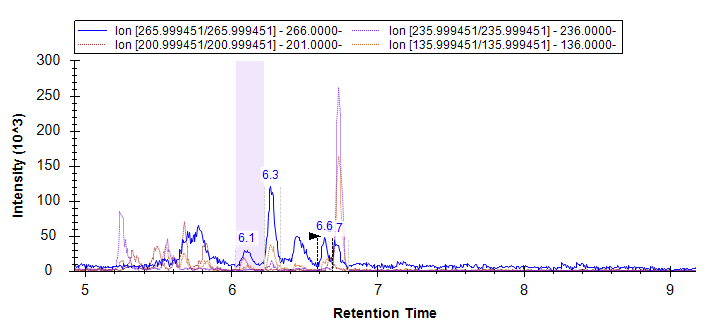 Ion [265.999451/265.999451] - 266.0000- Ion [235.999451/235.999451] - 236.0000-
Ion [200.999451/200.999451] - 201.0000- Ion [135.999451/135.999451] - 136.0000-
300
250
200
150
100
50
0
Intensity (10^3)
6.1
6.3
6.6
7
5 6 7 8 9
Retention Time